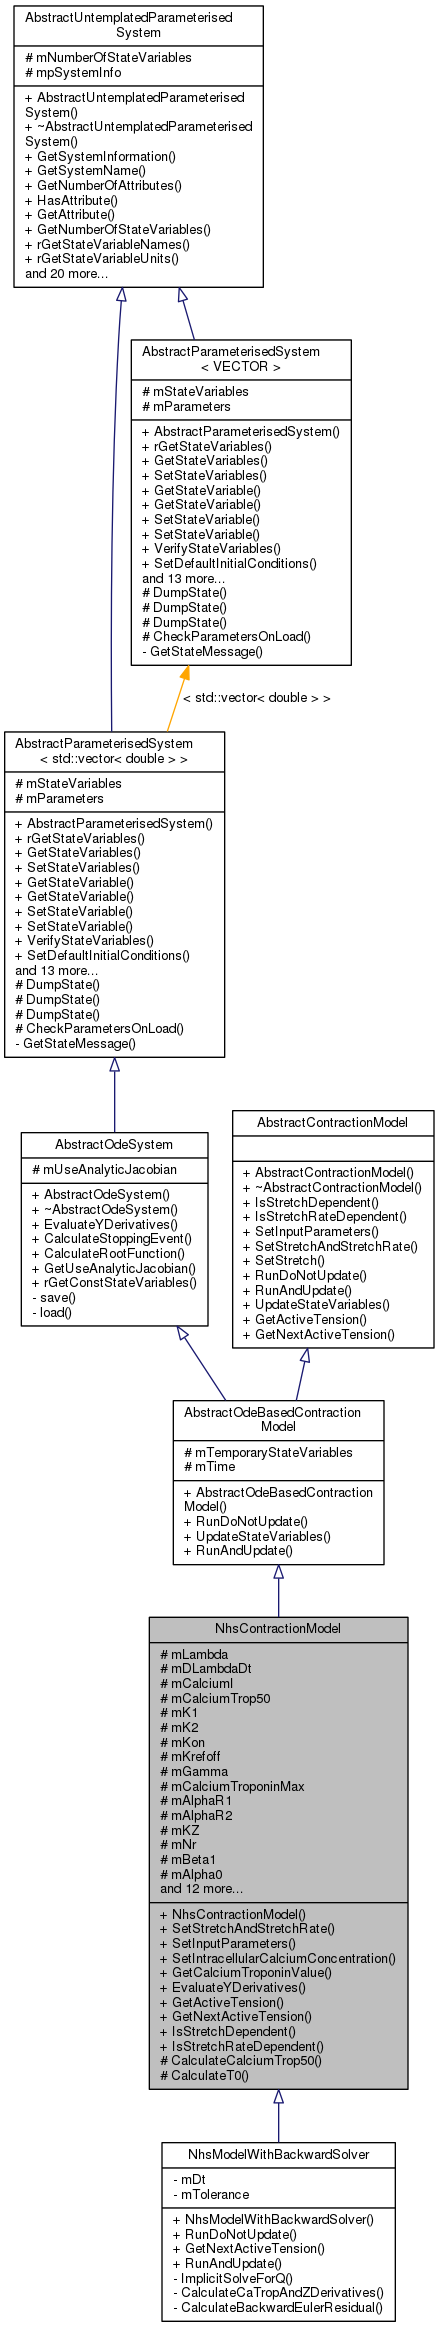 AbstractUntemplatedParameterised
System
# mNumberOfStateVariables
# mpSystemInfo
+ AbstractUntemplatedParameterised
System()
+ ~AbstractUntemplatedParameterised
System()
+ GetSystemInformation()
+ GetSystemName()
+ GetNumberOfAttributes()
+ HasAttribute()
+ GetAttribute()
+ GetNumberOfStateVariables()
+ rGetStateVariableNames()
+ rGetStateVariableUnits()
and 20 more...
AbstractParameterisedSystem
< VECTOR >
# mStateVariables
# mParameters
+ AbstractParameterisedSystem()
+ rGetStateVariables()
+ GetStateVariables()
+ SetStateVariables()
+ GetStateVariable()
+ GetStateVariable()
+ SetStateVariable()
+ SetStateVariable()
+ VerifyStateVariables()
+ SetDefaultInitialConditions()
and 13 more...
# DumpState()
# DumpState()
# DumpState()
# CheckParametersOnLoad()
- GetStateMessage()
< std::vector< double > >
AbstractParameterisedSystem
< std::vector< double > >
# mStateVariables
# mParameters
+ AbstractParameterisedSystem()
+ rGetStateVariables()
+ GetStateVariables()
+ SetStateVariables()
+ GetStateVariable()
+ GetStateVariable()
+ SetStateVariable()
+ SetStateVariable()
+ VerifyStateVariables()
+ SetDefaultInitialConditions()
and 13 more...
# DumpState()
# DumpState()
# DumpState()
# CheckParametersOnLoad()
- GetStateMessage()
AbstractOdeSystem
# mUseAnalyticJacobian
+ AbstractOdeSystem()
+ ~AbstractOdeSystem()
+ EvaluateYDerivatives()
+ CalculateStoppingEvent()
+ CalculateRootFunction()
+ GetUseAnalyticJacobian()
+ rGetConstStateVariables()
- save()
- load()
AbstractContractionModel
+ AbstractContractionModel()
+ ~AbstractContractionModel()
+ IsStretchDependent()
+ IsStretchRateDependent()
+ SetInputParameters()
+ SetStretchAndStretchRate()
+ SetStretch()
+ RunDoNotUpdate()
+ RunAndUpdate()
+ UpdateStateVariables()
+ GetActiveTension()
+ GetNextActiveTension()
AbstractOdeBasedContraction
Model
# mTemporaryStateVariables
# mTime
+ AbstractOdeBasedContraction
Model()
+ RunDoNotUpdate()
+ UpdateStateVariables()
+ RunAndUpdate()
NhsContractionModel
# mLambda
# mDLambdaDt
# mCalciumI
# mCalciumTrop50
# mK1
# mK2
# mKon
# mKrefoff
# mGamma
# mCalciumTroponinMax
# mAlphaR1
# mAlphaR2
# mKZ
# mNr
# mBeta1
# mAlpha0
and 12 more...
+ NhsContractionModel()
+ SetStretchAndStretchRate()
+ SetInputParameters()
+ SetIntracellularCalciumConcentration()
+ GetCalciumTroponinValue()
+ EvaluateYDerivatives()
+ GetActiveTension()
+ GetNextActiveTension()
+ IsStretchDependent()
+ IsStretchRateDependent()
# CalculateCalciumTrop50()
# CalculateT0()
NhsModelWithBackwardSolver
- mDt
- mTolerance
+ NhsModelWithBackwardSolver()
+ RunDoNotUpdate()
+ GetNextActiveTension()
+ RunAndUpdate()
- ImplicitSolveForQ()
- CalculateCaTropAndZDerivatives()
- CalculateBackwardEulerResidual()